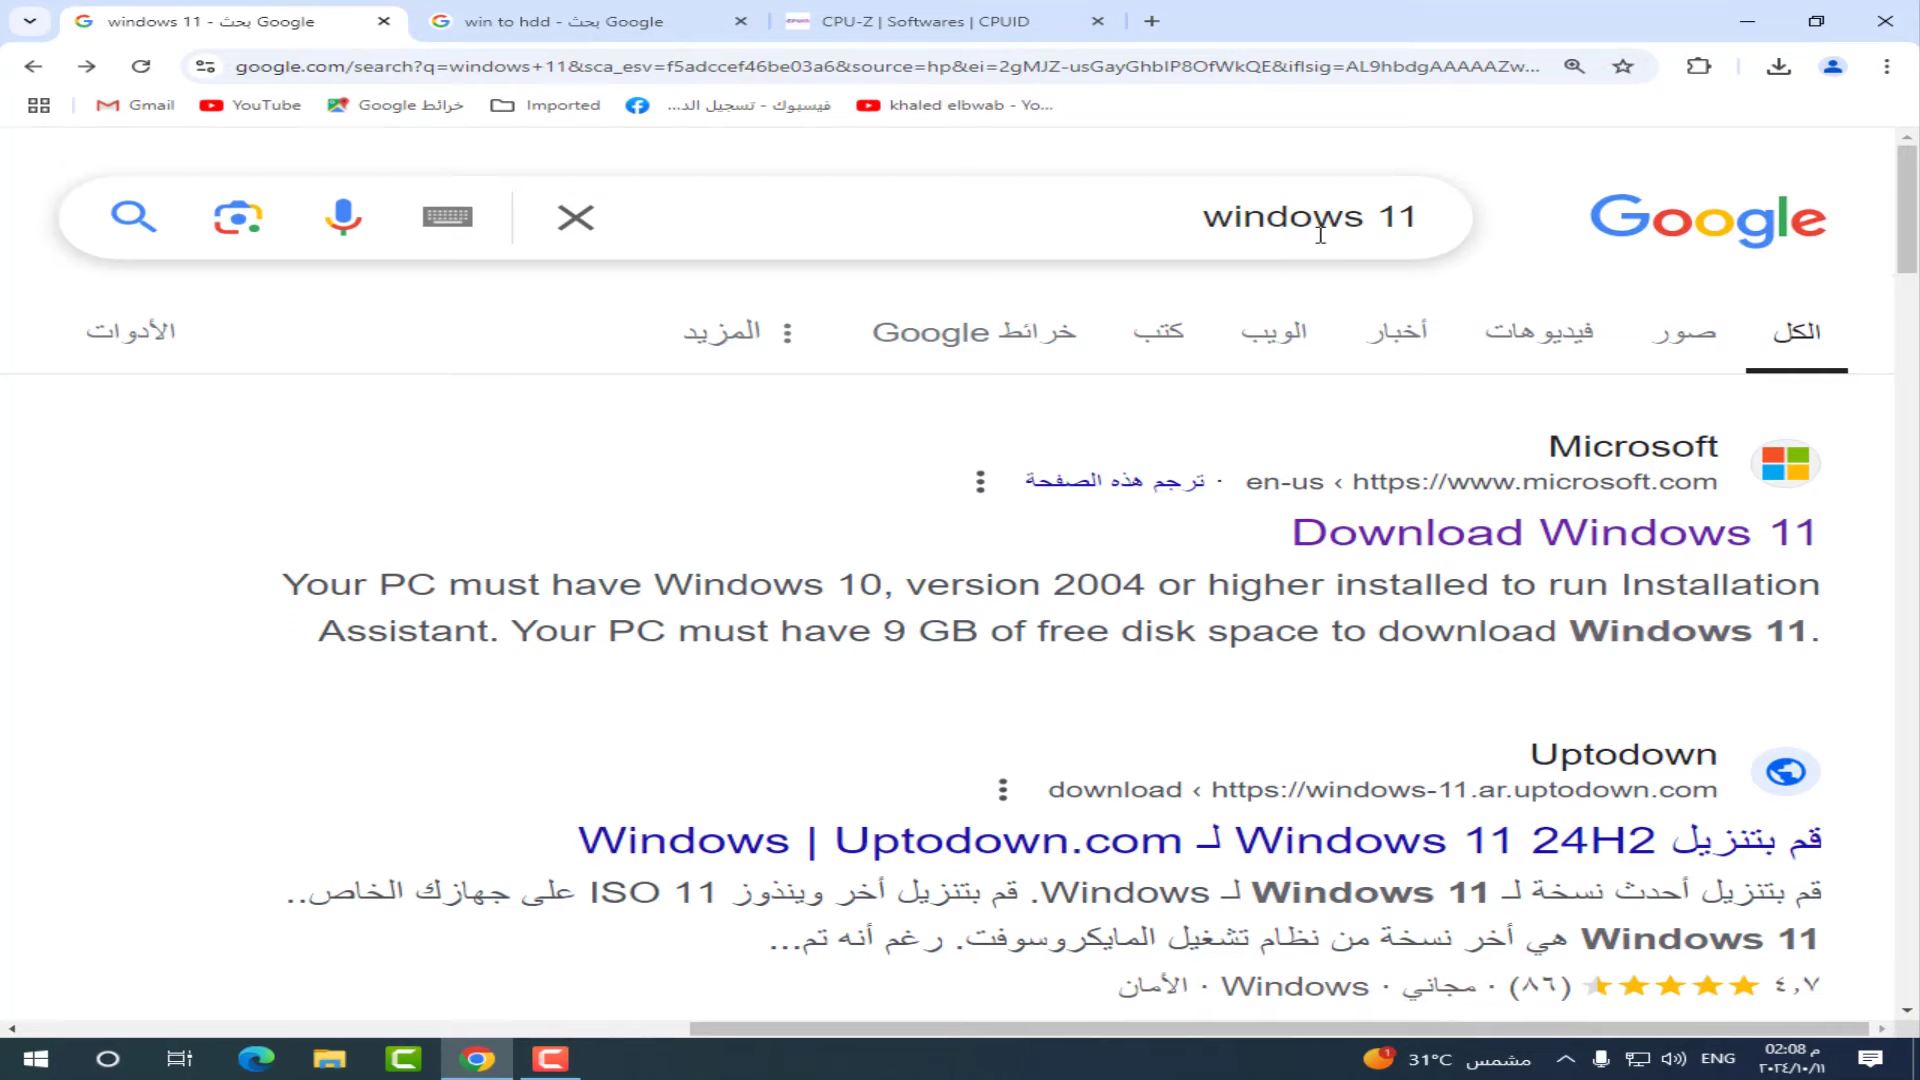 windows 11 - بحث Google
win to hdd - بحث Google
CPU-Z | Softwares | CPUID
google.com/search?q=windows+11&sca_esv=f5adccef46be03a6&source=hp&ei=2gMJZ-usGayGhbIP8OfWkQE&iflsig=AL9hbdgAAAAAZw...
Gmail
YouTube
خرائط Google
Imported
فيسبوك - تسجيل الد...
khaled elbwab - Yo...
windows 11
Google
الكل
صور
فيديوهات
أخبار
الويب
كتب
خرائط Google
المزيد
الأدوات
Microsoft
https://www.microsoft.com › en-us · ترجم هذه الصفحة
Download Windows 11
Your PC must have Windows 10, version 2004 or higher installed to run Installation
Assistant. Your PC must have 9 GB of free disk space to download Windows 11.
Uptodown
https://windows-11.ar.uptodown.com › download
قم بتنزيل Windows 11 24H2 لـ Windows | Uptodown.com
قم بتنزيل أحدث نسخة لـ Windows 11 لـ Windows. قم بتنزيل أخر ويندوز 11 ISO على جهازك الخاص..
Windows 11 هي أخر نسخة من نظام تشغيل المايكروسوفت. رغم أنه تم...
٤,٧ (٨٦) · مجاني · Windows · الأمان
1
31°C مشمس
ENG
02:08 م
٢٠٢٤/١٠/١١